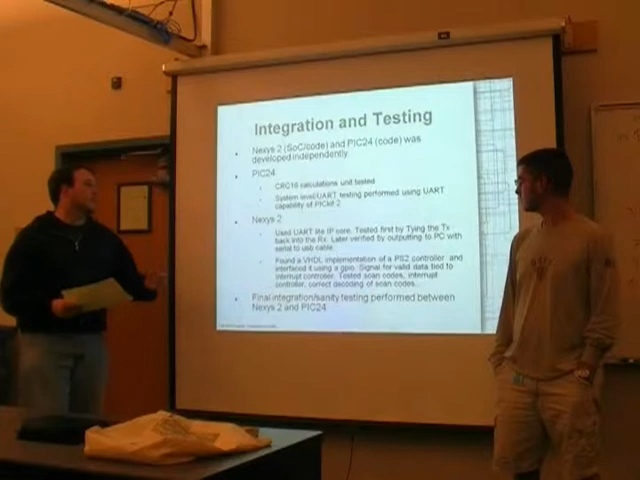 Integration and Testing
Nexys 2 (SoC/code) and PIC24 (code) was
developed independently
PIC24
CRC16 calculations unit tested
System level/UART testing performed using UART
capability of PICkit 2
Nexys 2
Used UART lite IP core. Tested first by Tying the Tx
back into the Rx. Later verified by outputting to PC with
serial to usb cable.
Found a VHDL implementation of a PS2 controller and
interfaced it using a gpio. Signal for valid data tied to
interrupt controller. Tested scan codes, interrupt
controller, correct decoding of scan codes...
Final integration/sanity testing performed between
Nexys 2 and PIC24